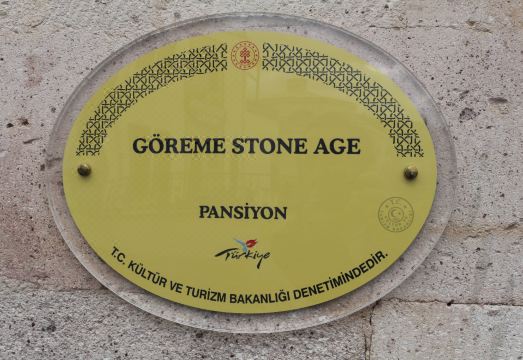 GÖREME STONE AGE
PANSİYON
Türkiye
T.C. KÜLTÜR VE TURİZM BAKANLIĞI DENETİMİNDEDİR.